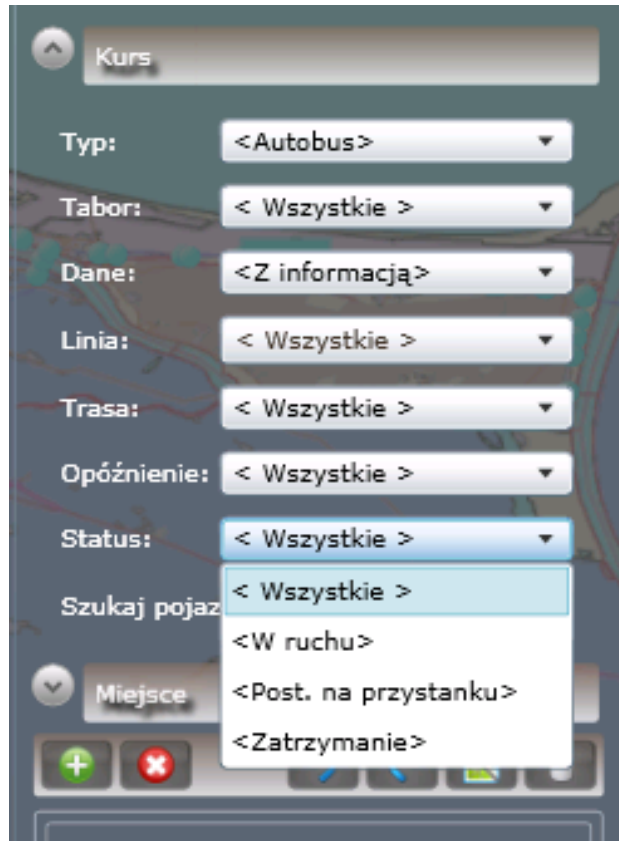 Kurs
Typ: <Autobus>
Tabor: < Wszystkie >
Dane: <Z informacją>
Linia: < Wszystkie >
Trasa: < Wszystkie >
Opóźnienie: < Wszystkie >
Status: < Wszystkie >
< Wszystkie >
Szukaj pojaz
<W ruchu>
Miejsce <Post. na przystanku>
<Zatrzymanie>